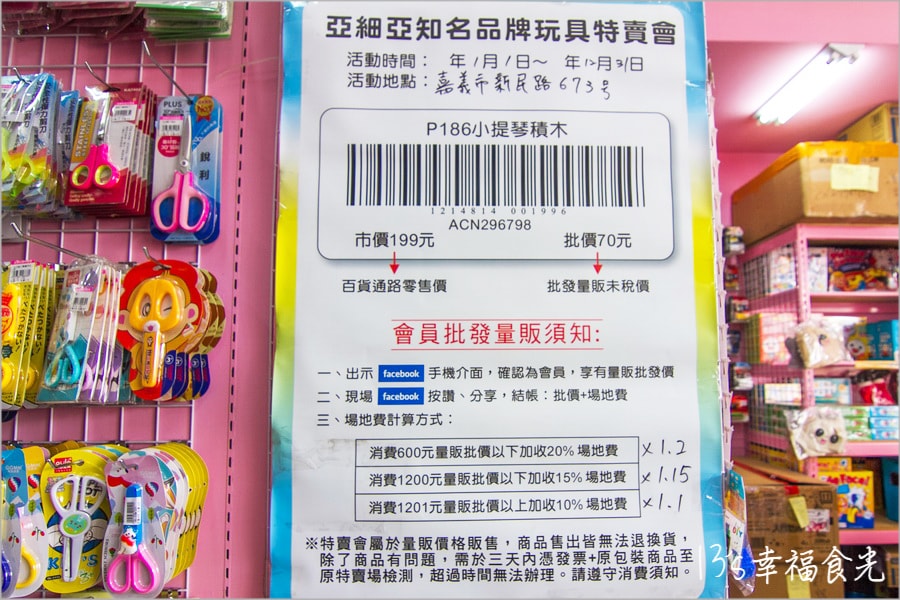 亞細亞知名品牌玩具特賣會
活動時間： 年1月1日～ 年12月31日
活動地點：嘉義市新民路673号
P186小提琴積木
1214814 001996
ACN296798
市價199元 批價70元
百貨通路零售價 批發量販未稅價
會員批發量販須知:
一、出示 facebook 手機介面，確認為會員，享有量販批發價
二、現場 facebook 按讚、分享，結帳：批價+場地費
三、場地費計算方式：
消費600元量販批價以下加收20% 場地費 ×1.2
消費1200元量販批價以下加收15% 場地費 ×1.15
消費1201元量販批價以上加收10% 場地費 ×1.1
※特賣會屬於量販價格販售，商品售出皆無法退換貨，
除了商品有問題，需於三天內憑發票+原包裝商品至
原特賣場檢測，超過時間無法辦理。請遵守消費須知。
PLUS
銳利
幸福食光